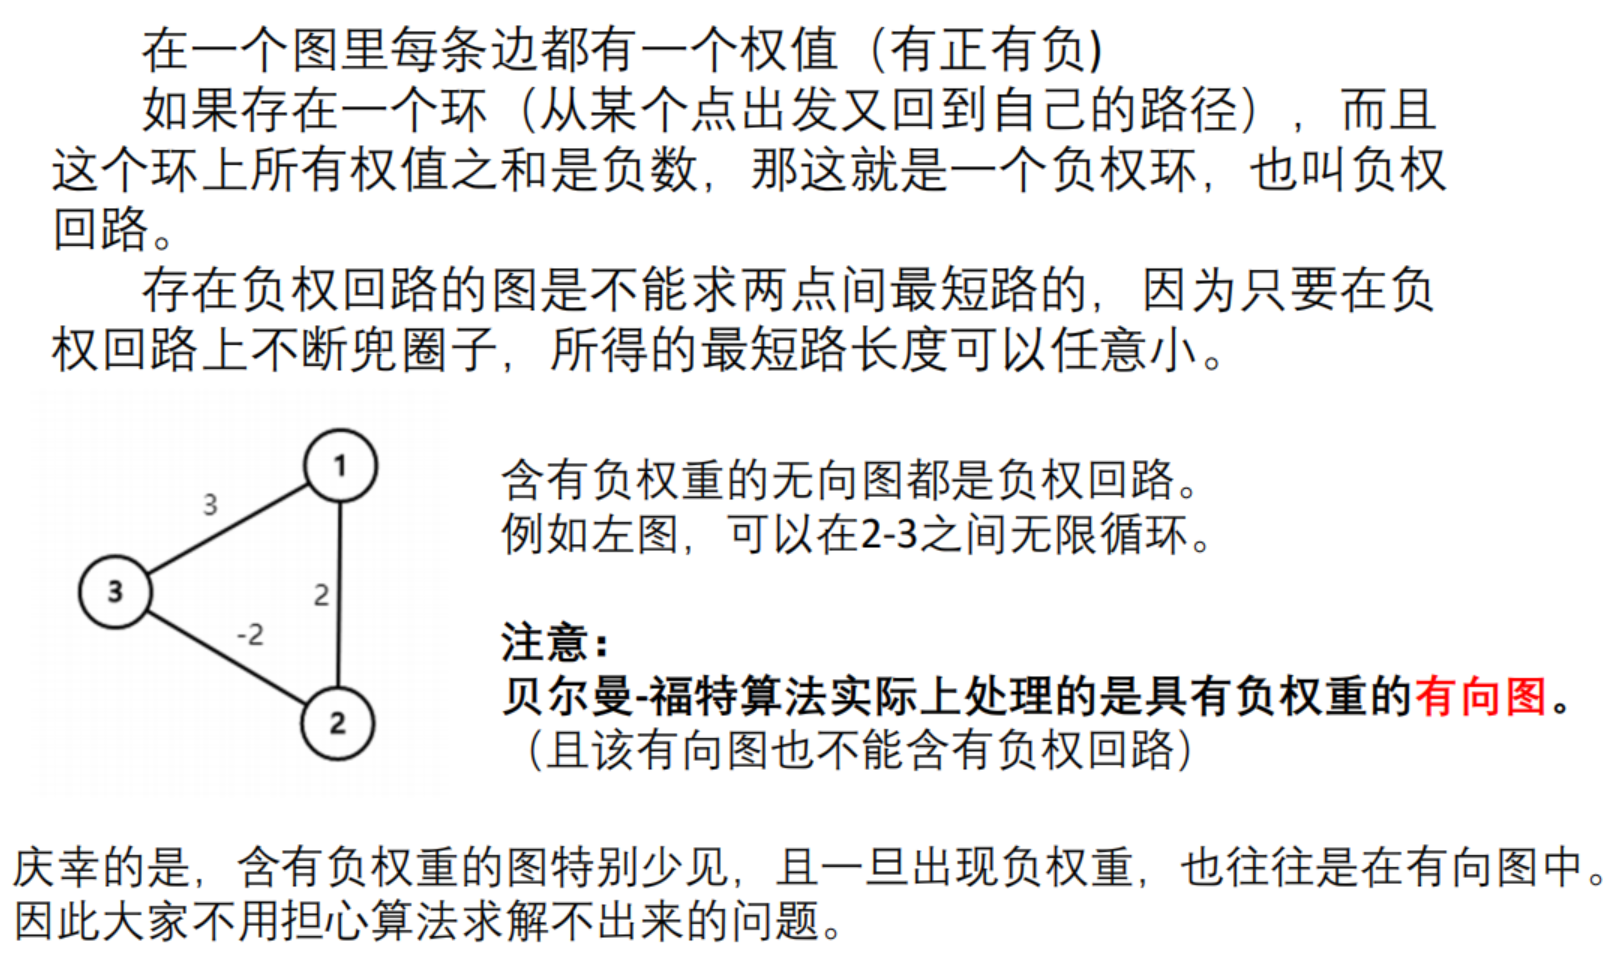 在一个图里每条边都有一个权值（有正有负)
如果存在一个环（从某个点出发又回到自己的路径），而且
这个环上所有权值之和是负数，那这就是一个负权环，也叫负权
回路。
存在负权回路的图是不能求两点间最短路的，因为只要在负
权回路上不断兜圈子，所得的最短路长度可以任意小。
1
3
含有负权重的无向图都是负权回路。
例如左图，可以在2-3之间无限循环。
3
2
-2
2
注意：
贝尔曼-福特算法实际上处理的是具有负权重的有向图。
（且该有向图也不能含有负权回路）
庆幸的是，含有负权重的图特别少见，且一旦出现负权重，也往往是在有向图中。
因此大家不用担心算法求解不出来的问题。